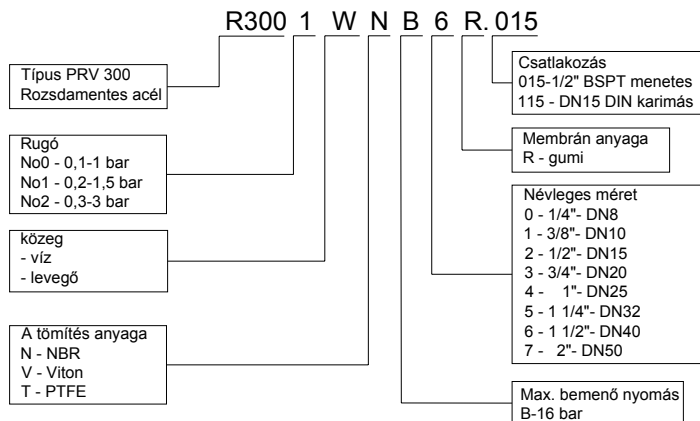 R300 1 W N B 6 R. 015
Típus PRV 300
Rozsdamentes acél
Rugó
No0 - 0,1-1 bar
No1 - 0,2-1,5 bar
No2 - 0,3-3 bar
közeg
- víz
- levegő
A tömítés anyaga
N - NBR
V - Viton
T - PTFE
Csatlakozás
015-1/2" BSPT menetes
115 - DN15 DIN karimás
Membrán anyaga
R - gumi
Névleges méret
0 - 1/4"- DN8
1 - 3/8"- DN10
2 - 1/2"- DN15
3 - 3/4"- DN20
4 - 1"- DN25
5 - 1 1/4"- DN32
6 - 1 1/2"- DN40
7 - 2"- DN50
Max. bemenő nyomás
B-16 bar